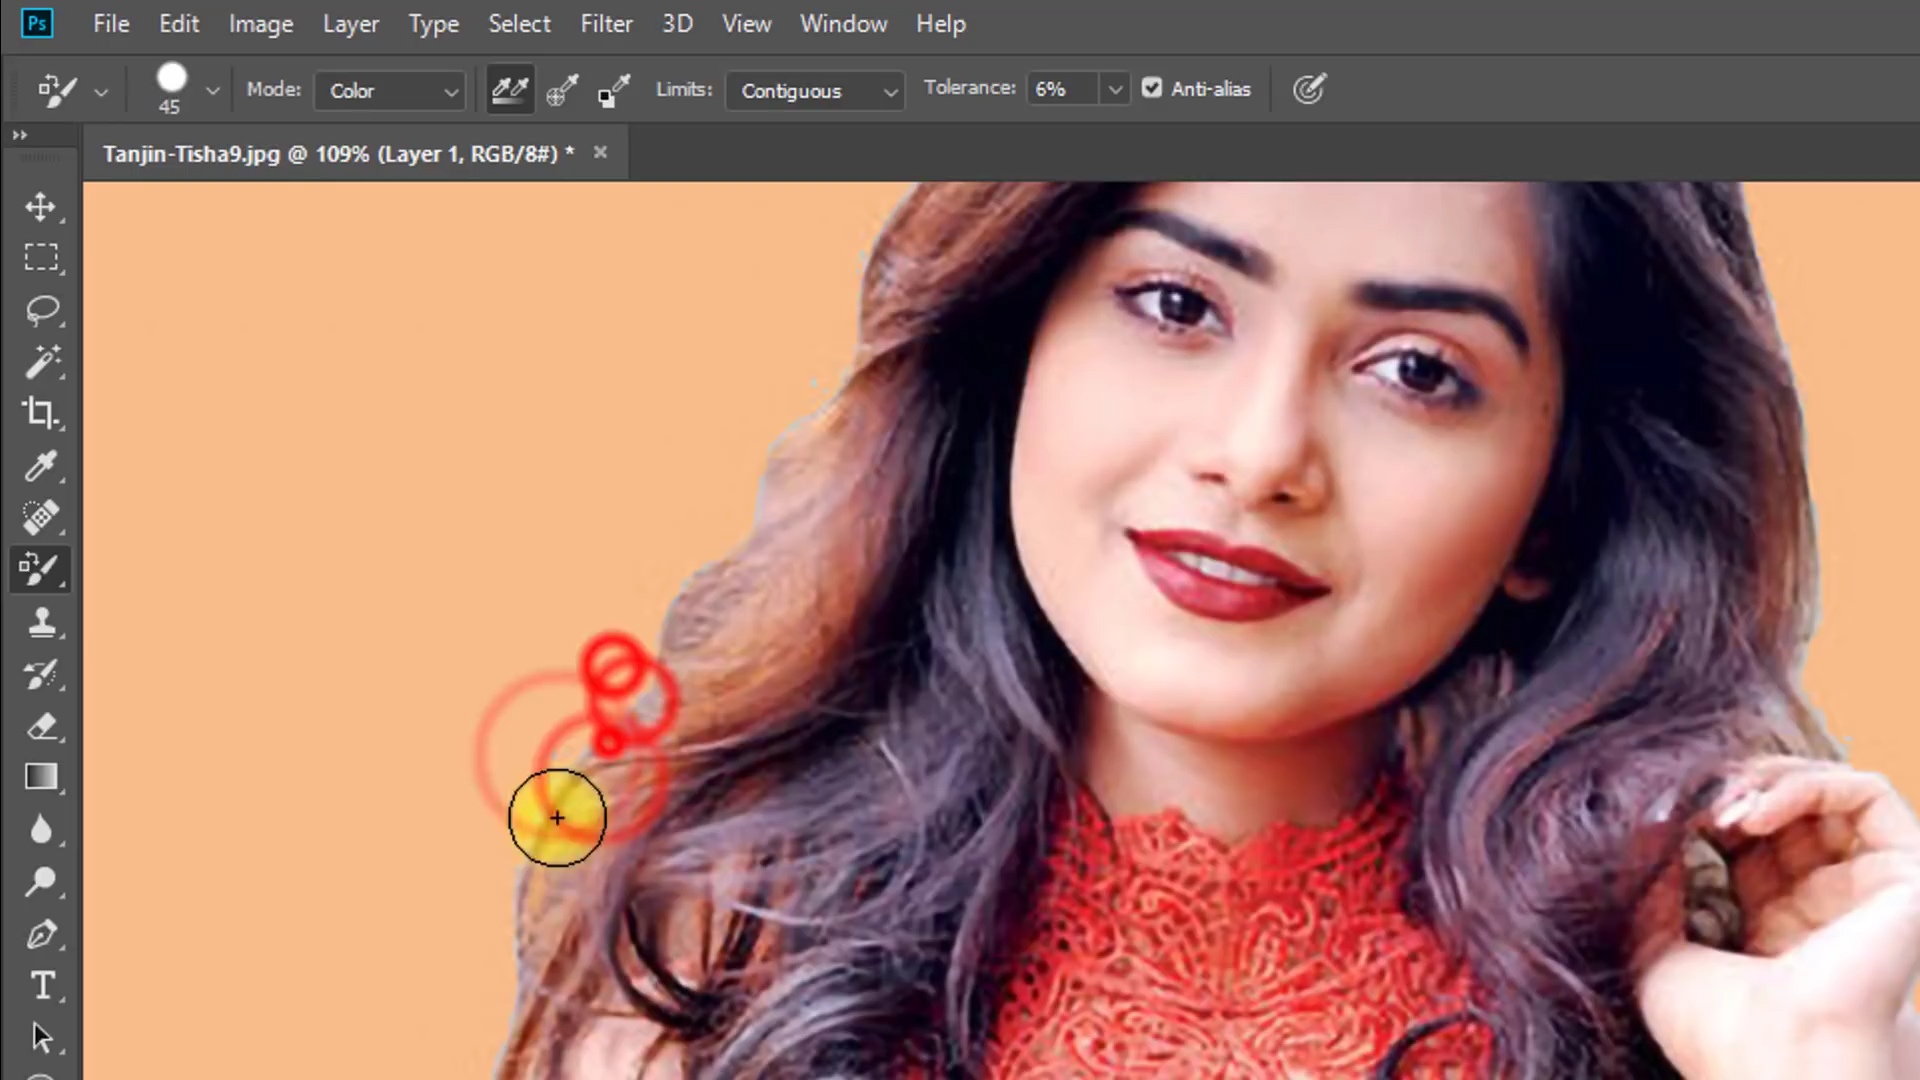 Ps File Edit Image Layer Type Select Filter 3D View Window Help
45 Mode: Color Limits: Contiguous Tolerance: 6% Anti-alias
Tanjin-Tisha9.jpg @ 109% (Layer 1, RGB/8#) *
T